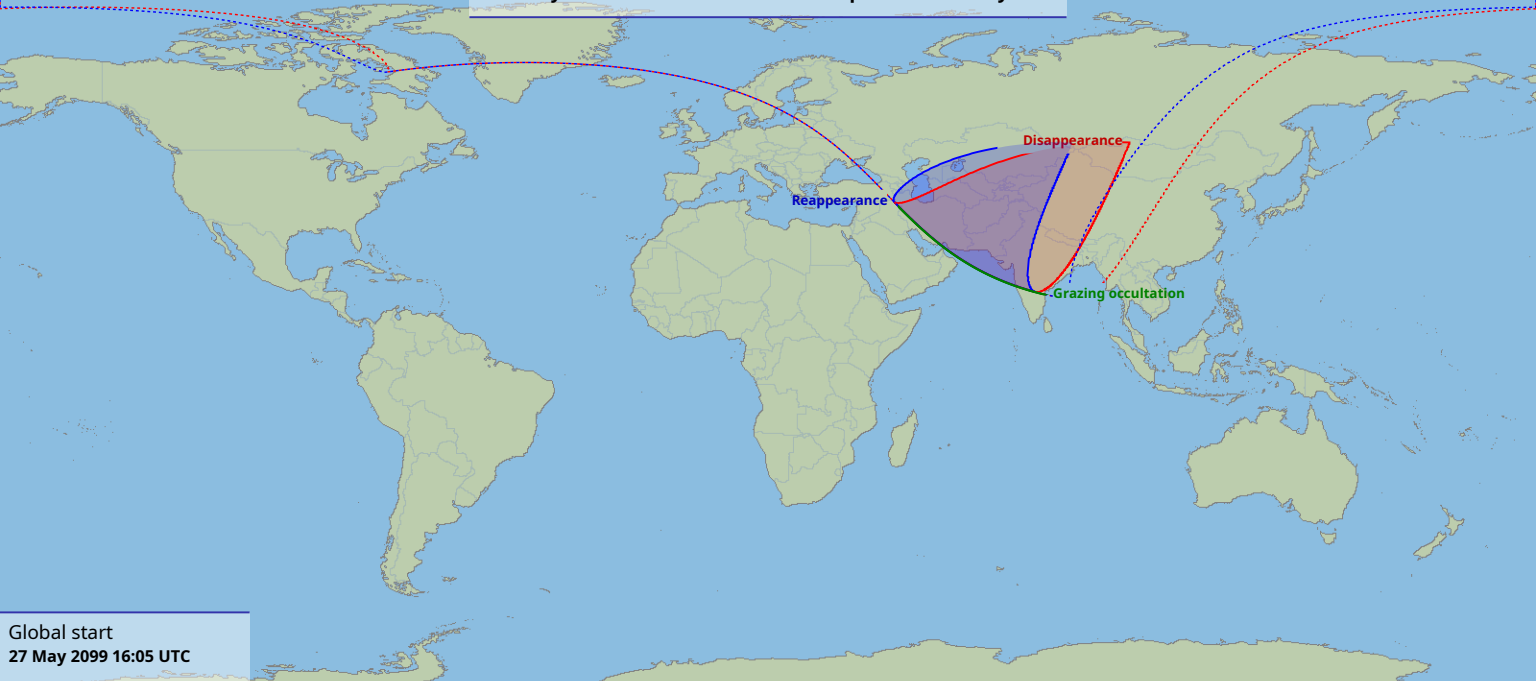 Disappearance
Reappearance
Grazing occultation
Global start
27 May 2099 16:05 UTC